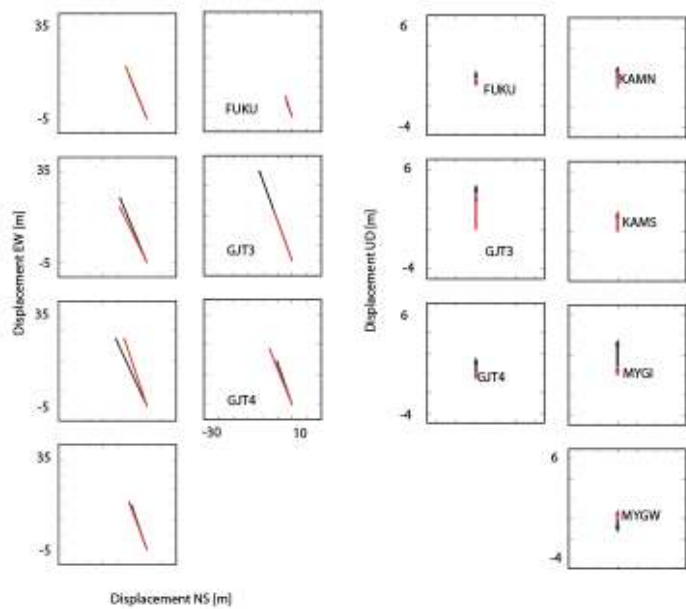 35
-5
FUKU
35
-5
GJT3
35
-5
GJT4
-30
10
35
-5
Displacement EW [m]
Displacement NS [m]
6
-4
FUKU
KAMN
6
-4
GJT3
KAMS
6
-4
GJT4
MYGI
6
-4
MYGW
Displacement UD [m]